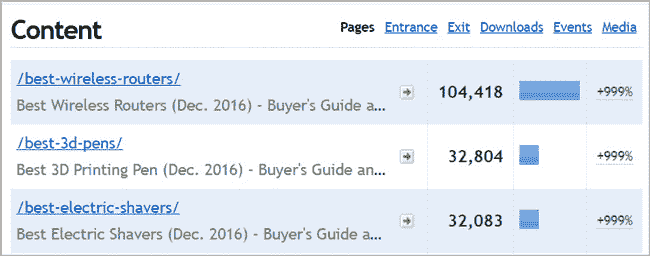 Content
Pages Entrance Exit Downloads Events Media
/best-wireless-routers/
Best Wireless Routers (Dec. 2016) - Buyer's Guide a...
104,418 +999%
/best-3d-pens/
Best 3D Printing Pen (Dec. 2016) - Buyer's Guide an...
32,804 +999%
/best-electric-shavers/
Best Electric Shavers (Dec. 2016) - Buyer's Guide a...
32,083 +999%